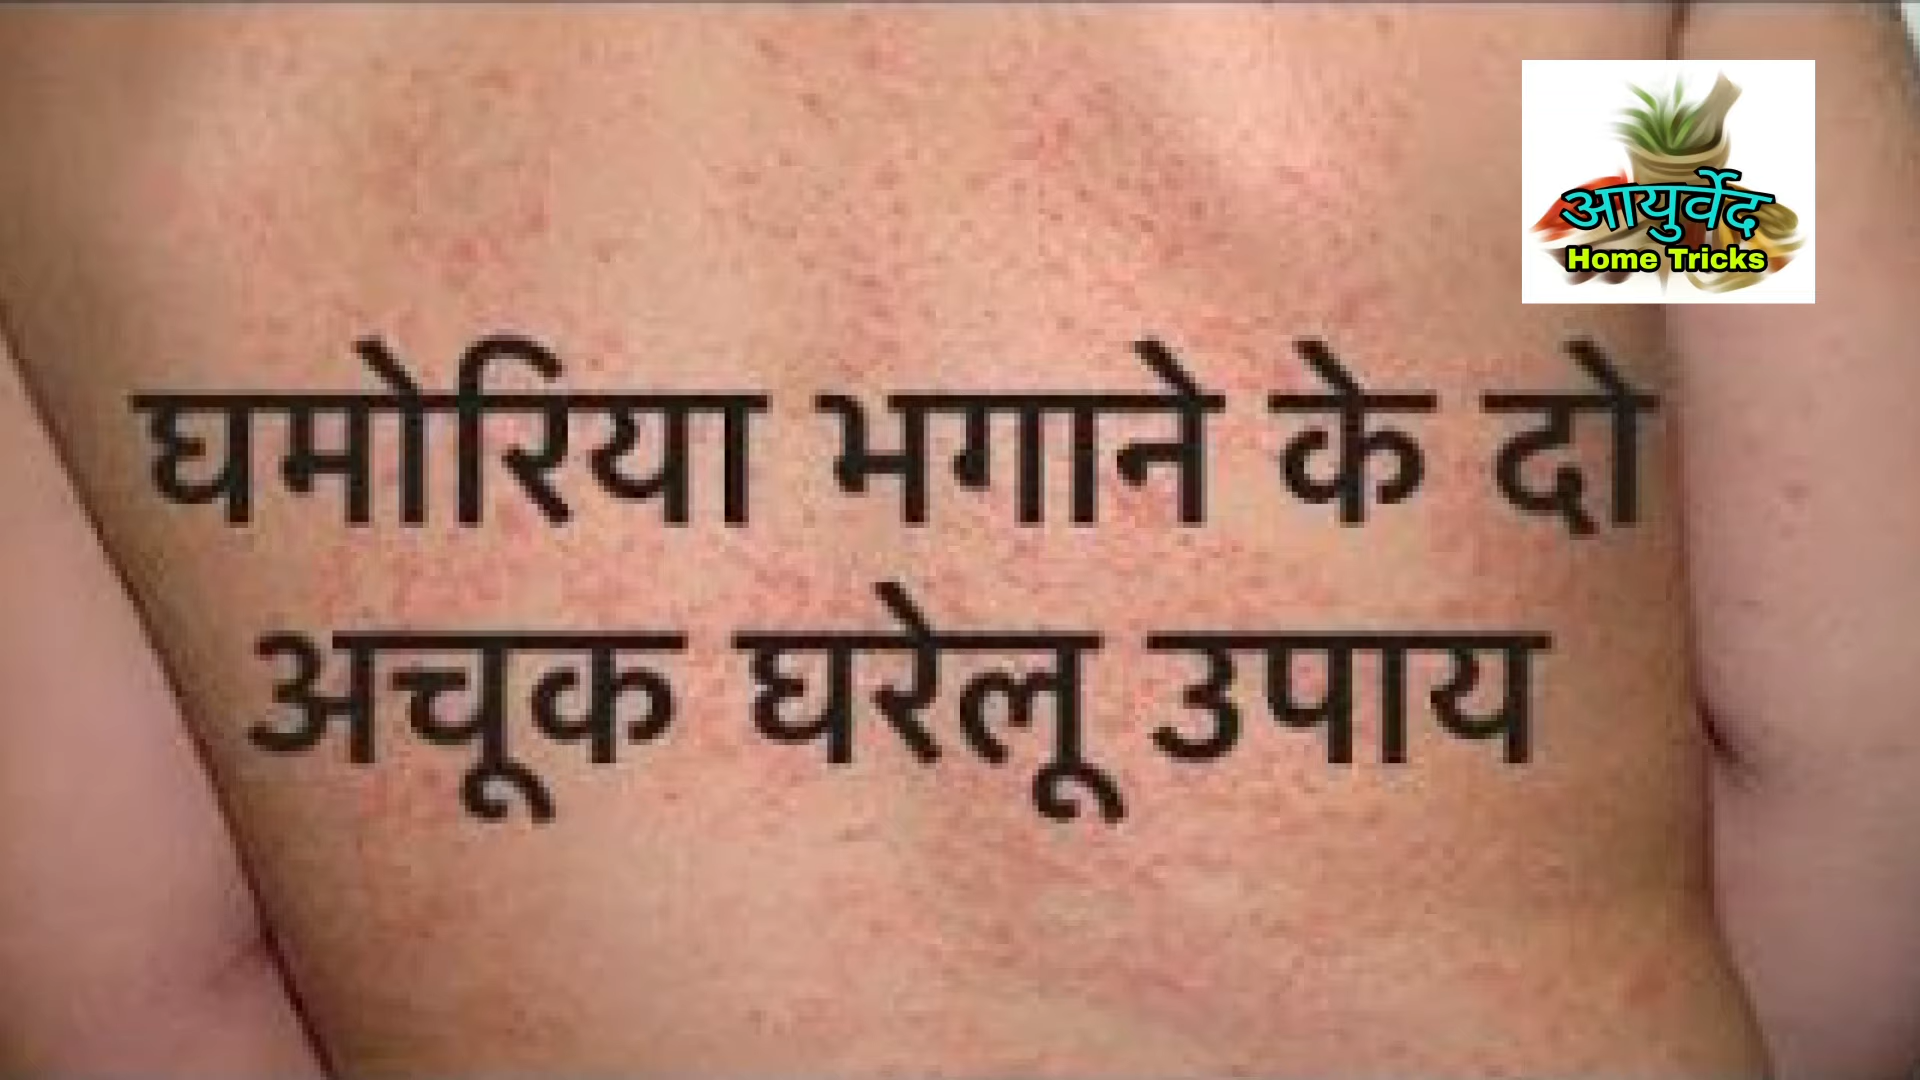 आयुर्वेद
Home Tricks
घमोरिया भगाने के दो
अचूक घरेलू उपाय